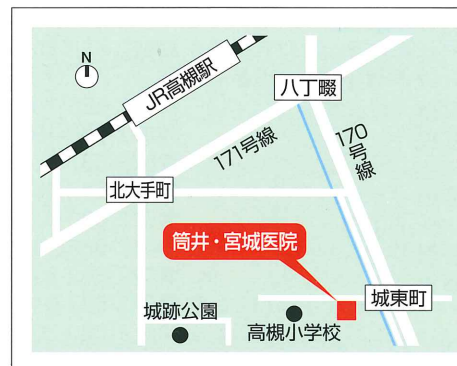 N
JR高槻駅
八丁畷
171号線
170号線
北大手町
筒井・宮城医院
城東町
城跡公園
高槻小学校